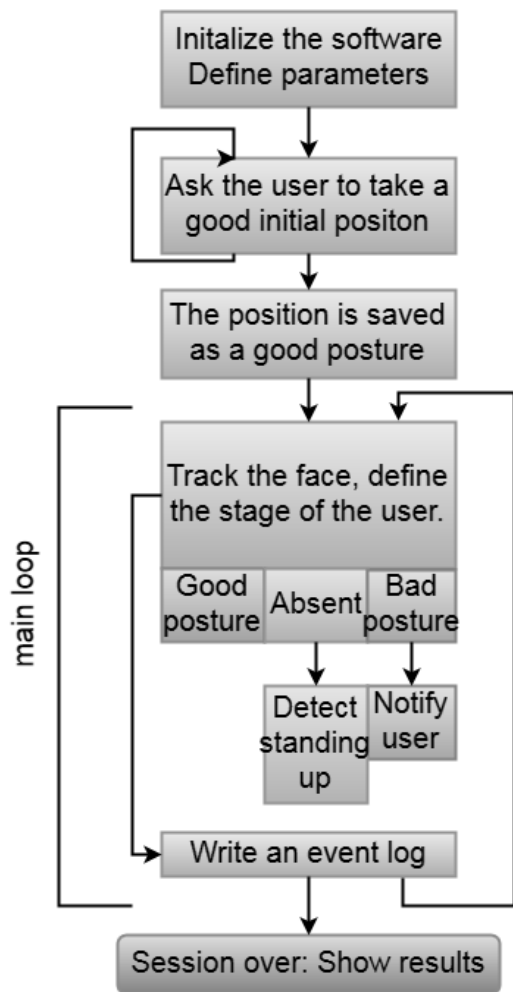 Initalize the software
Define parameters
Ask the user to take a
good initial positon
The position is saved
as a good posture
main loop
Track the face, define
the stage of the user.
Good
posture
Absent
Bad
posture
Detect
standing
up
Notify
user
Write an event log
Session over: Show results